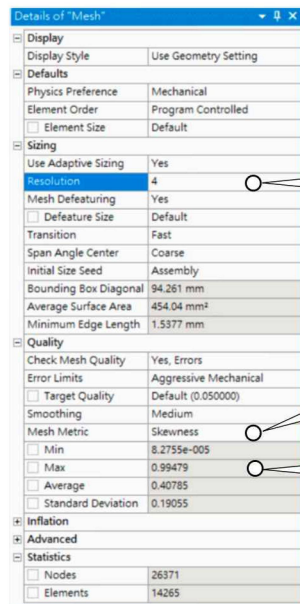 Details of "Mesh"
Display
Display Style Use Geometry Setting
Defaults
Physics Preference Mechanical
Element Order Program Controlled
Element Size Default
Sizing
Use Adaptive Sizing Yes
Resolution 4
Mesh Defeaturing Yes
Defeature Size Default
Transition Fast
Span Angle Center Coarse
Initial Size Seed Assembly
Bounding Box Diagonal 94.261 mm
Average Surface Area 454.04 mm²
Minimum Edge Length 1.5377 mm
Quality
Check Mesh Quality Yes, Errors
Error Limits Aggressive Mechanical
Target Quality Default (0.050000)
Smoothing Medium
Mesh Metric Skewness
Min 8.2755e-005
Max 0.99479
Average 0.40785
Standard Deviation 0.19055
Inflation
Advanced
Statistics
Nodes 26371
Elements 14265